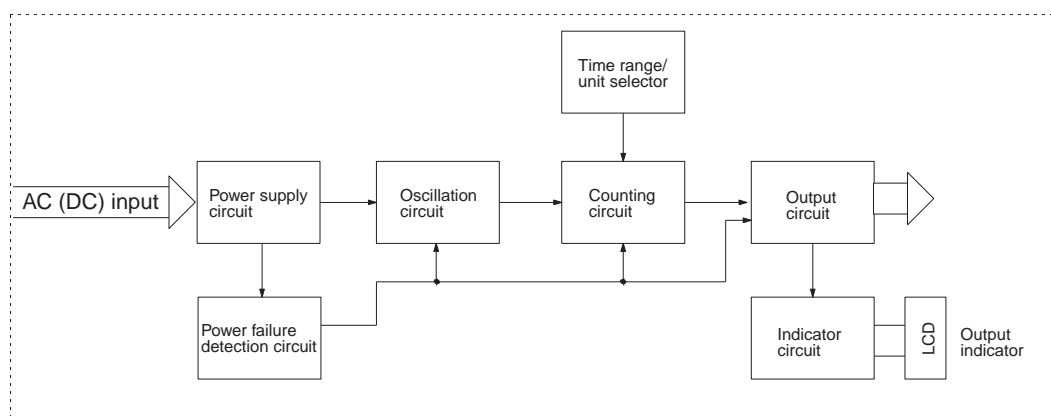 Time range/
unit selector
AC (DC) input
Power supply
circuit
Oscillation
circuit
Counting
circuit
Output
circuit
Power failure
detection circuit
Indicator
circuit
LCD
Output
indicator